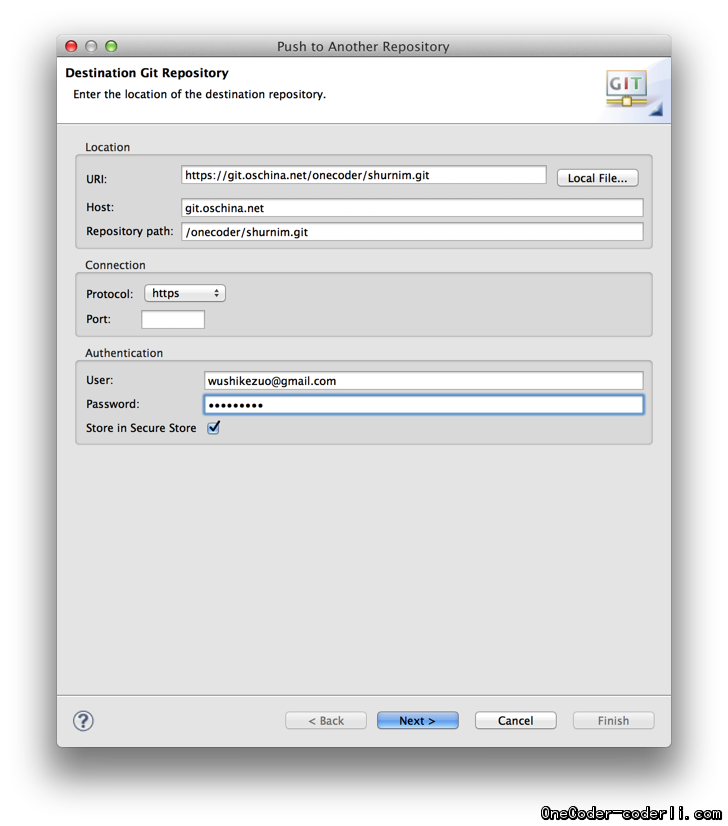 Push to Another Repository
Destination Git Repository
Enter the location of the destination repository.
GIT
Location
URI: https://git.oschina.net/onecoder/shurnim.git Local File...
Host: git.oschina.net
Repository path: /onecoder/shurnim.git
Connection
Protocol: https
Port:
Authentication
User: wushikezuo@gmail.com
Password: •••••••••
Store in Secure Store
? < Back Next > Cancel Finish
OneCoder-coderli.com